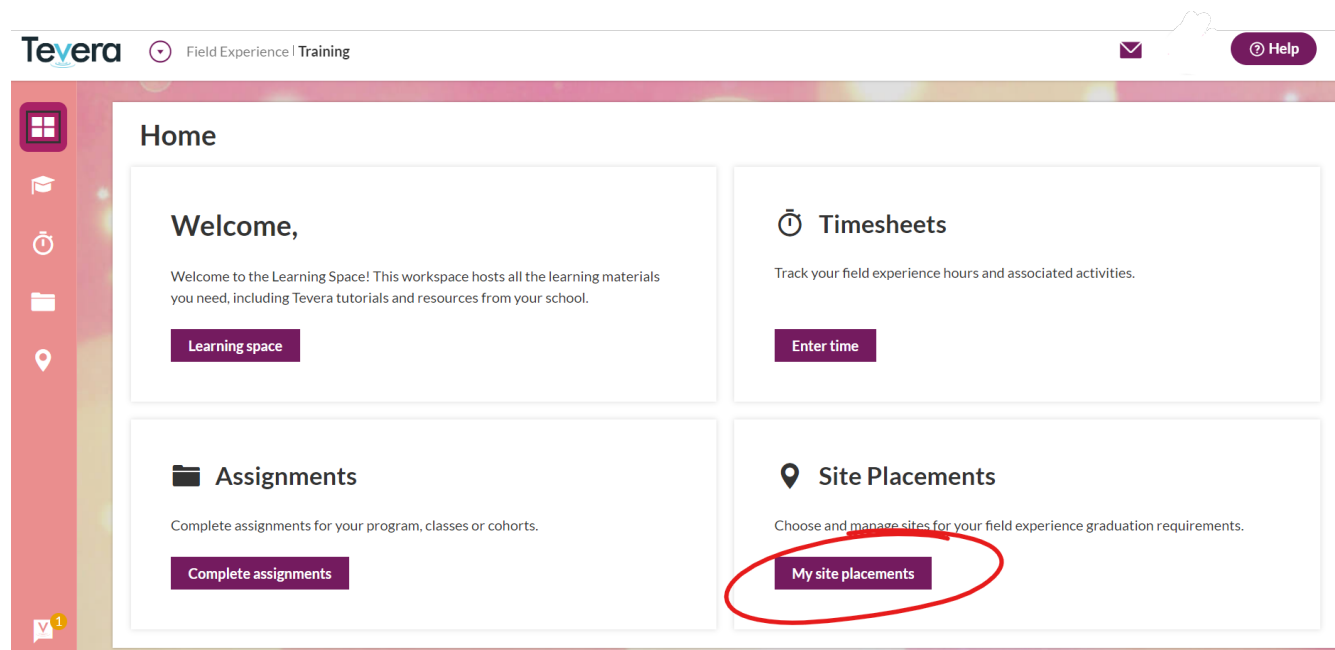 Tevera
Field Experience | Training
Help
Home
Welcome,
Welcome to the Learning Space! This workspace hosts all the learning materials
you need, including Tevera tutorials and resources from your school.
Learning space
Timesheets
Track your field experience hours and associated activities.
Enter time
Assignments
Complete assignments for your program, classes or cohorts.
Complete assignments
Site Placements
Choose and manage sites for your field experience graduation requirements.
My site placements
V 1